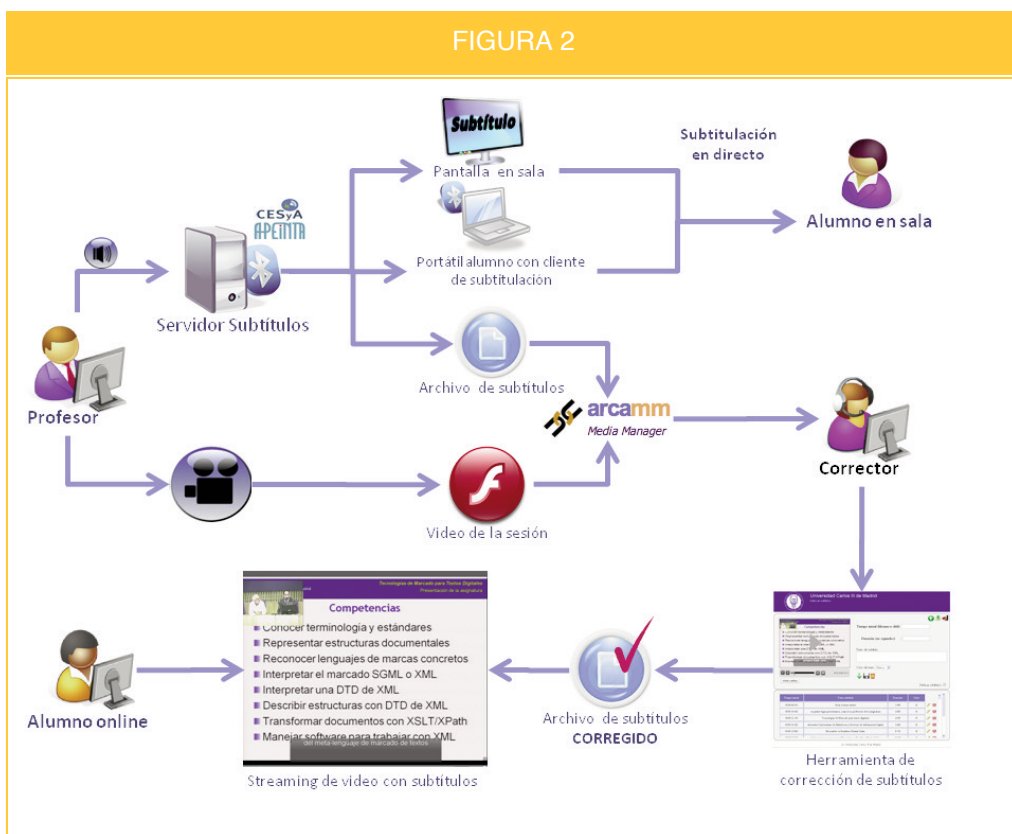 FIGURA 2
Subtítulo
Pantalla en sala
Subtitulación
en directo
Alumno en sala
CESyA
APEINTA
Portátil alumno con cliente
de subtitulación
Servidor Subtítulos
Archivo de subtítulos
Profesor
arcamm
Media Manager
Corrector
Video de la sesión
Tecnologías de Marcado para Textos Digitales
Presentación de la asignatura
Competencias
Conocer terminología y estándares
Representar estructuras documentales
Reconocer lenguajes de marcas concretos
Interpretar el marcado SGML o XML
Interpretar una DTD de XML
Describir estructuras con DTD de XML
Transformar documentos con XSLT/XPath
Manejar software para trabajar con XML
del meta lenguaje de marcado de textos
Streaming de video con subtítulos
Alumno online
Archivo de subtítulos
CORREGIDO
Universidad Carlos III de Madrid
Competencias
Herramienta de
corrección de subtítulos